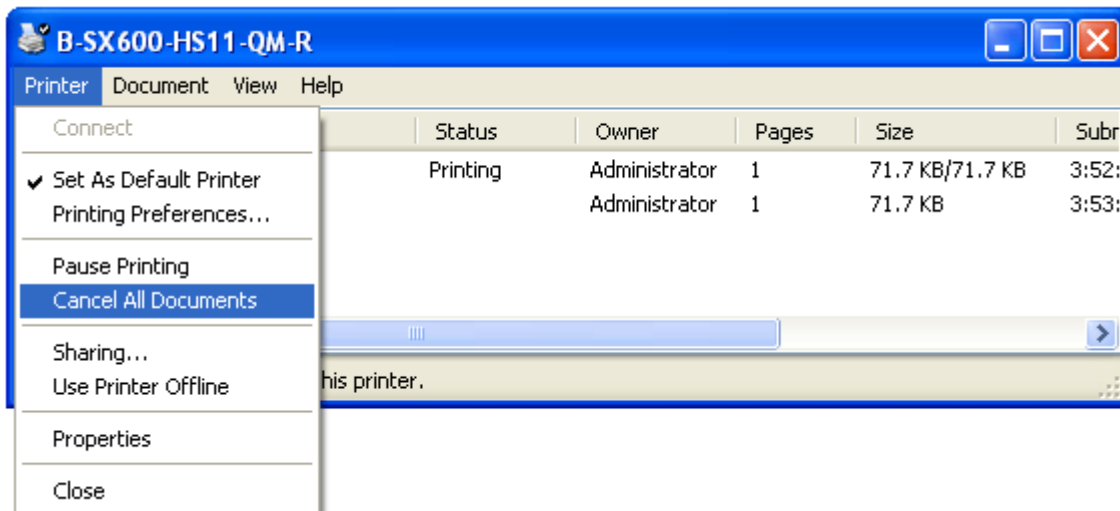 B-SX600-HS11-QM-R
Printer Document View Help
Connect
Set As Default Printer
Printing Preferences...
Pause Printing
Cancel All Documents
Sharing...
Use Printer Offline
Properties
Close
Status Owner Pages Size Subr
Printing Administrator 1 71.7 KB/71.7 KB 3:52:
Administrator 1 71.7 KB 3:53:
his printer.